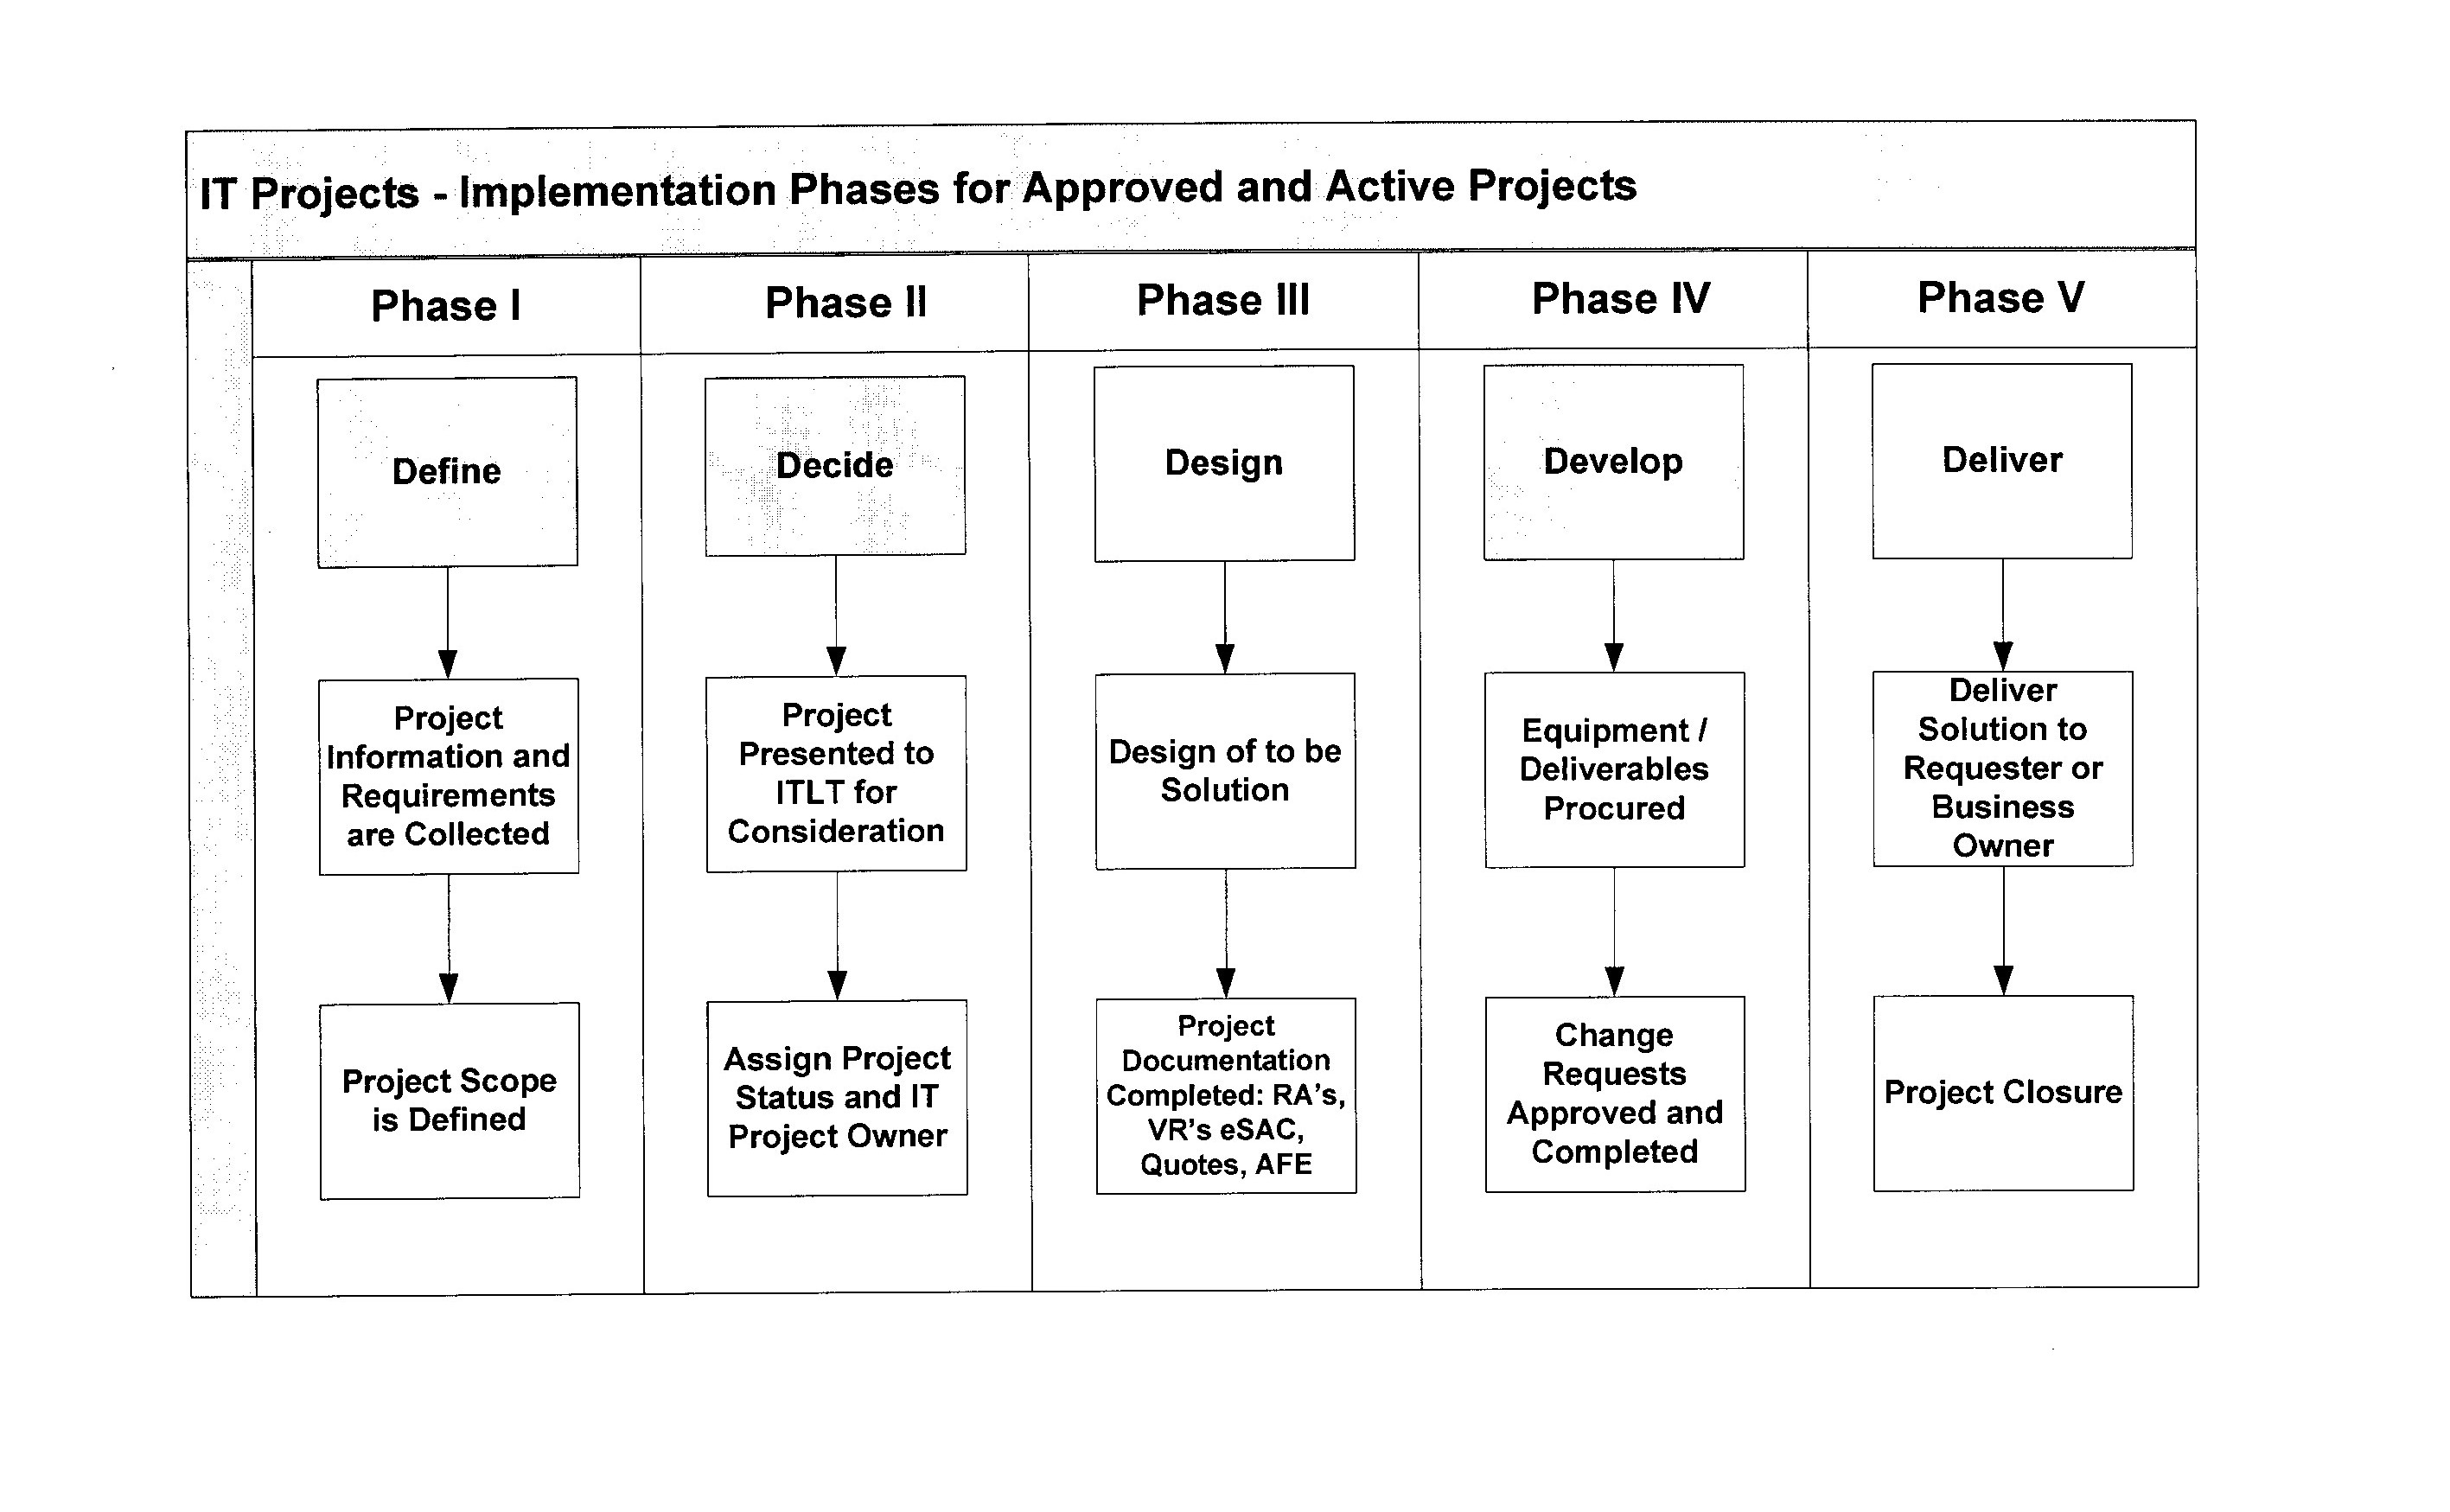 IT Projects - Implementation Phases for Approved and Active Projects
Phase I
Phase II
Phase III
Phase IV
Phase V
Define
Decide
Design
Develop
Deliver
Project
Information and
Requirements
are Collected
Project
Presented to
ITLT for
Consideration
Design of to be
Solution
Equipment /
Deliverables
Procured
Deliver
Solution to
Requester or
Business
Owner
Project Scope
is Defined
Assign Project
Status and IT
Project Owner
Project
Documentation
Completed: RA's,
VR's eSAC,
Quotes, AFE
Change
Requests
Approved and
Completed
Project Closure